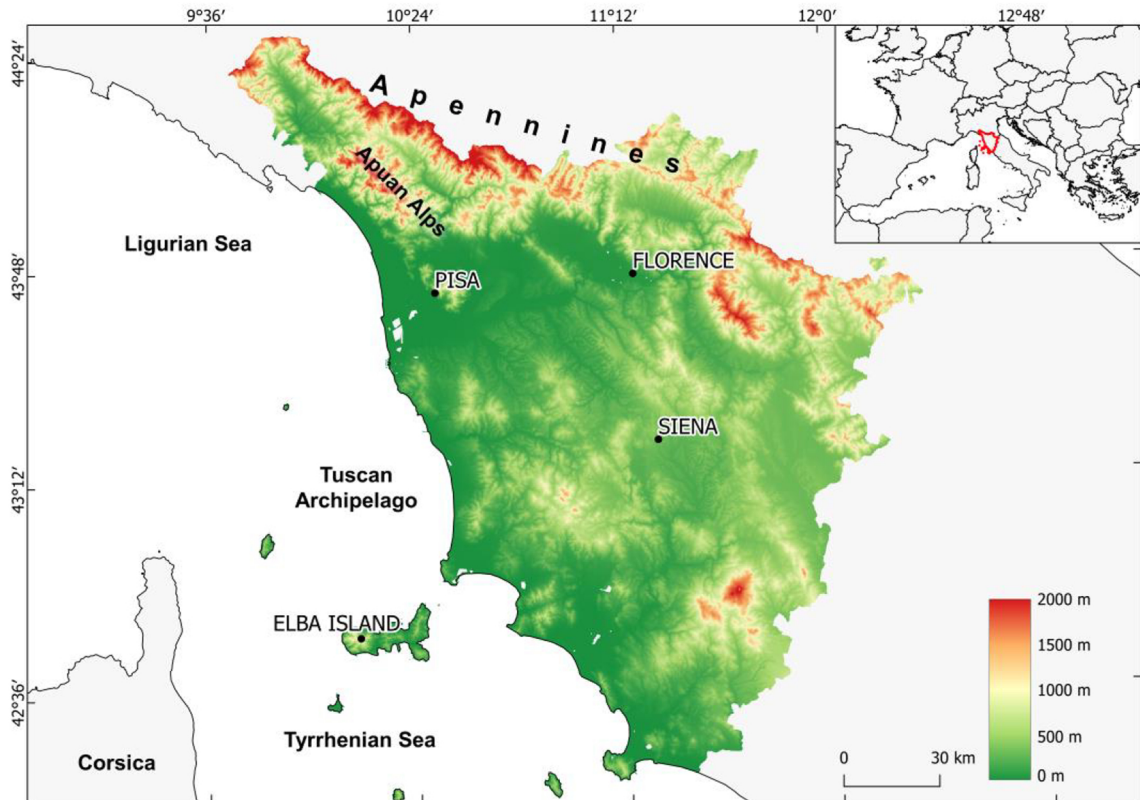 9°36' 10°24' 11°12' 12°0' 12°48'
44°24'
43°48'
43°12'
42°36'
Apennines
Apuan Alps
Ligurian Sea
FLORENCE
PISA
SIENA
Tuscan
Archipelago
ELBA ISLAND
Tyrrhenian Sea
Corsica
2000 m
1500 m
1000 m
500 m
0 m
0 30 km